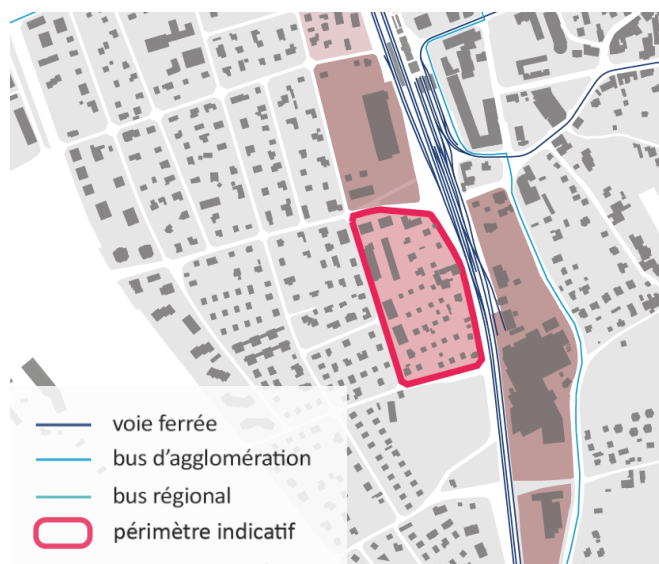 voie ferrée
bus d’agglomération
bus régional
périmètre indicatif